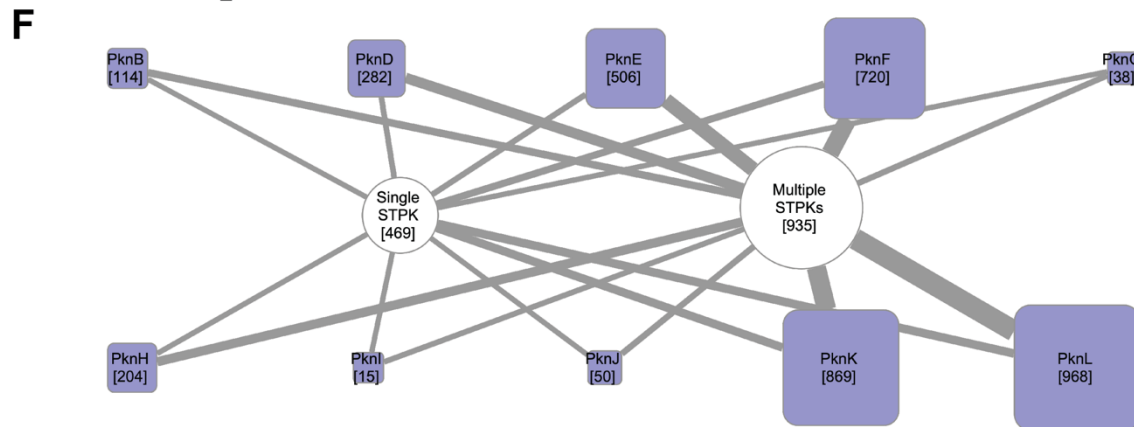 F
PknB
[114]
PknD
[282]
PknE
[506]
PknF
[720]
[38]
Single
STPK
[469]
Multiple
STPKs
[935]
PknH
[204]
PknI
[15]
PknJ
[50]
PknK
[869]
PknL
[968]